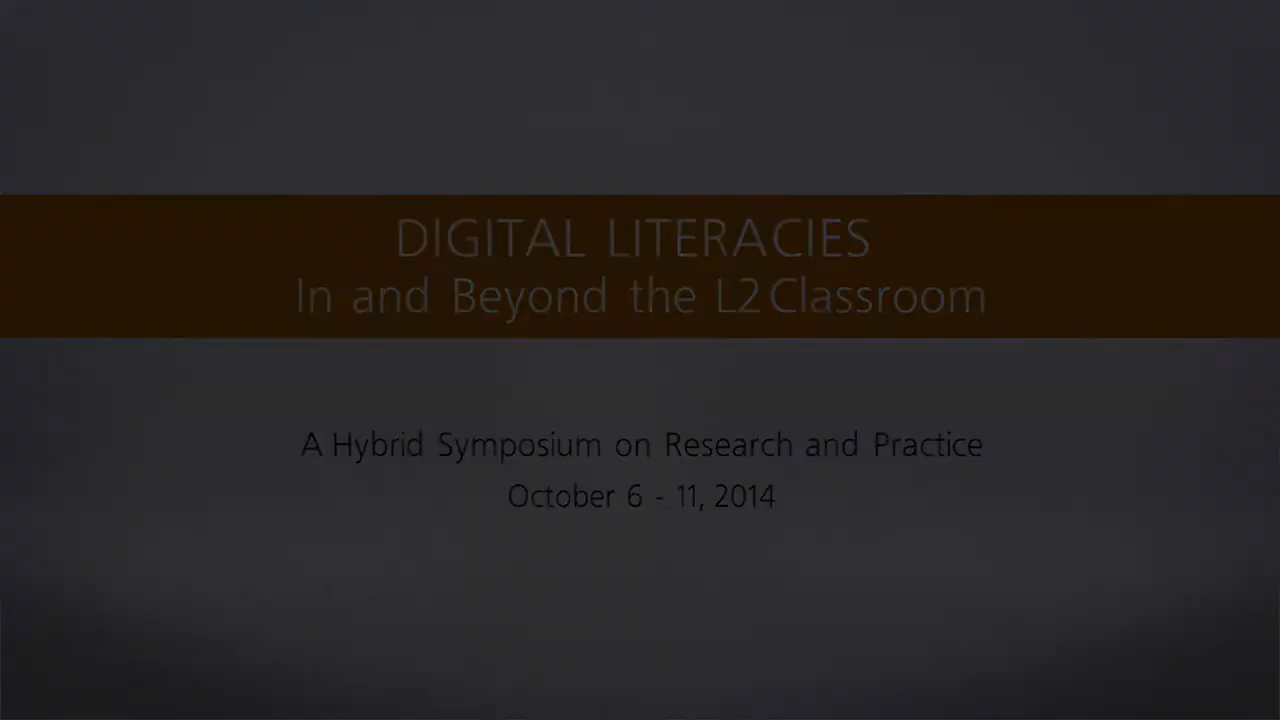 DIGITAL LITERACIES
In and Beyond the L2 Classroom
A Hybrid Symposium on Research and Practice
October 6 - 11, 2014